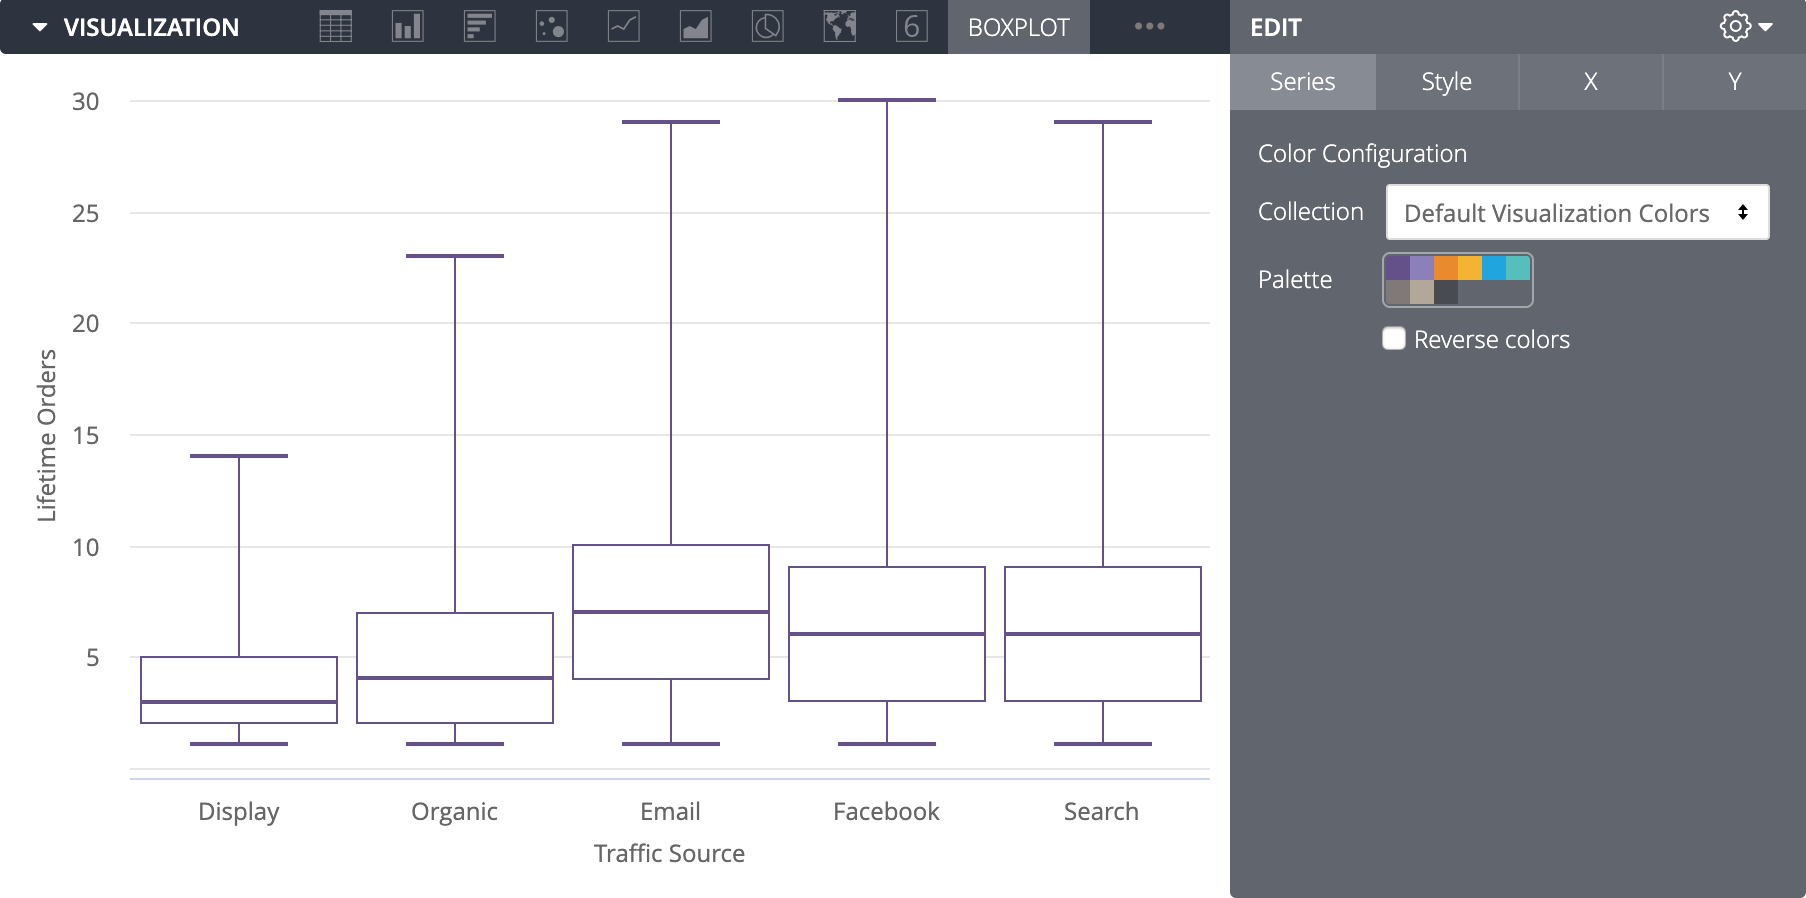 VISUALIZATION
6
BOXPLOT
EDIT
Series
Style
X
Y
Color Configuration
Collection
Default Visualization Colors
Palette
Reverse colors
30
25
20
15
10
5
Lifetime Orders
Display
Organic
Email
Facebook
Search
Traffic Source